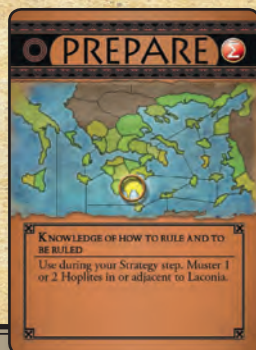 PREPARE Σ
KNOWLEDGE OF HOW TO RULE AND TO
BE RULED
Use during your Strategy step. Muster 1
or 2 Hoplites in or adjacent to Laconia.